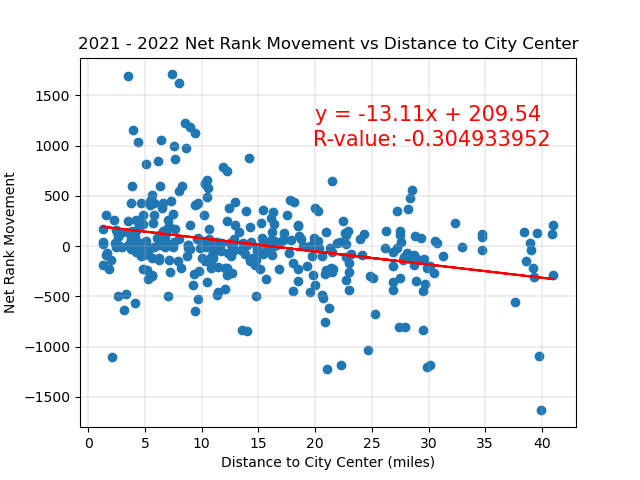 2021 - 2022 Net Rank Movement vs Distance to City Center
y = -13.11x + 209.54
R-value: -0.304933952
Net Rank Movement
1500
1000
500
0
−500
−1000
−1500
0 5 10 15 20 25 30 35 40
Distance to City Center (miles)